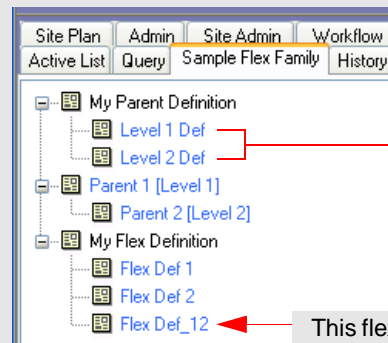 Site Plan Admin Site Admin Workflow
Active List Query Sample Flex Family History
My Parent Definition
Level 1 Def
Level 2 Def
Parent 1 [Level 1]
Parent 2 [Level 2]
My Flex Definition
Flex Def 1
Flex Def 2
Flex Def_12
This fle